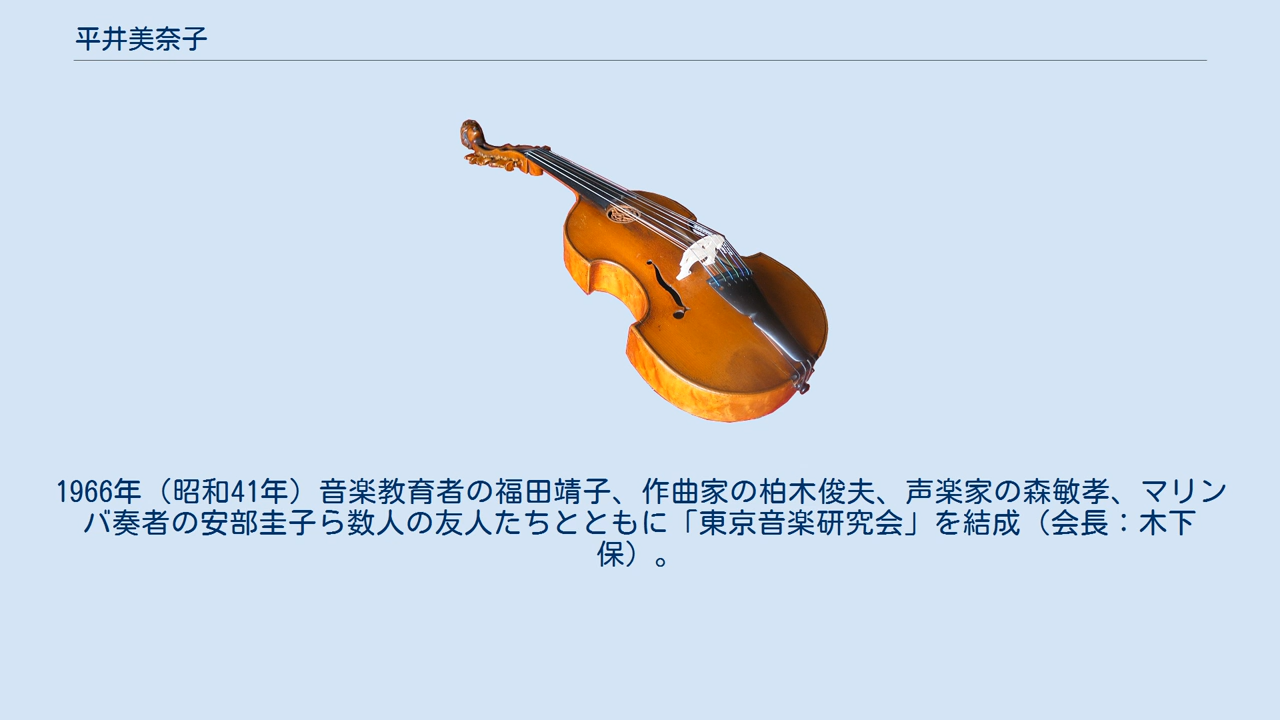 平井美奈子
1966年（昭和41年）音楽教育者の福田靖子、作曲家の柏木俊夫、声楽家の森敏孝、マリン
バ奏者の安部圭子ら数人の友人たちとともに「東京音楽研究会」を結成（会長：木下
保）。